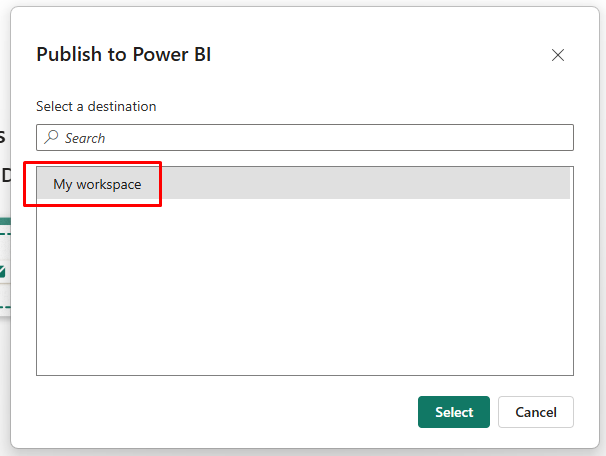 Publish to Power BI
Select a destination
Search
My workspace
Select
Cancel